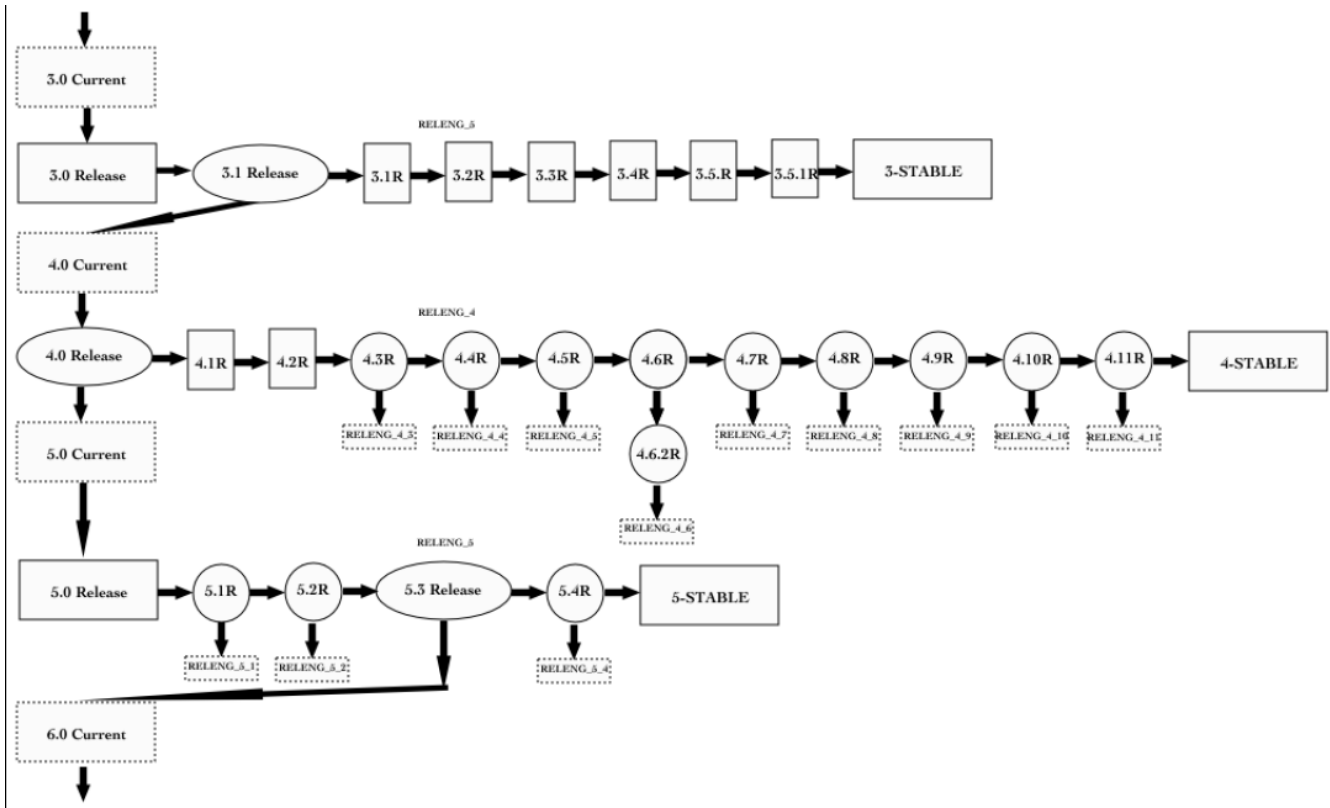 3.0 Current
RELENG_5
3.0 Release
3.1 Release
3.1R
3.2R
3.3R
3.4R
3.5.R
3.5.1R
3-STABLE
4.0 Current
RELENG_4
4.0 Release
4.1R
4.2R
4.3R
4.4R
4.5R
4.6R
4.7R
4.8R
4.9R
4.10R
4.11R
4-STABLE
RELENG_4_3
RELENG_4_4
RELENG_4_5
RELENG_4_7
RELENG_4_8
RELENG_4_9
RELENG_4_10
RELENG_4_11
5.0 Current
4.6.2R
RELENG_4_6
RELENG_5
5.0 Release
5.1R
5.2R
5.3 Release
5.4R
5-STABLE
RELENG_5_1
RELENG_5_2
RELENG_5_4
6.0 Current